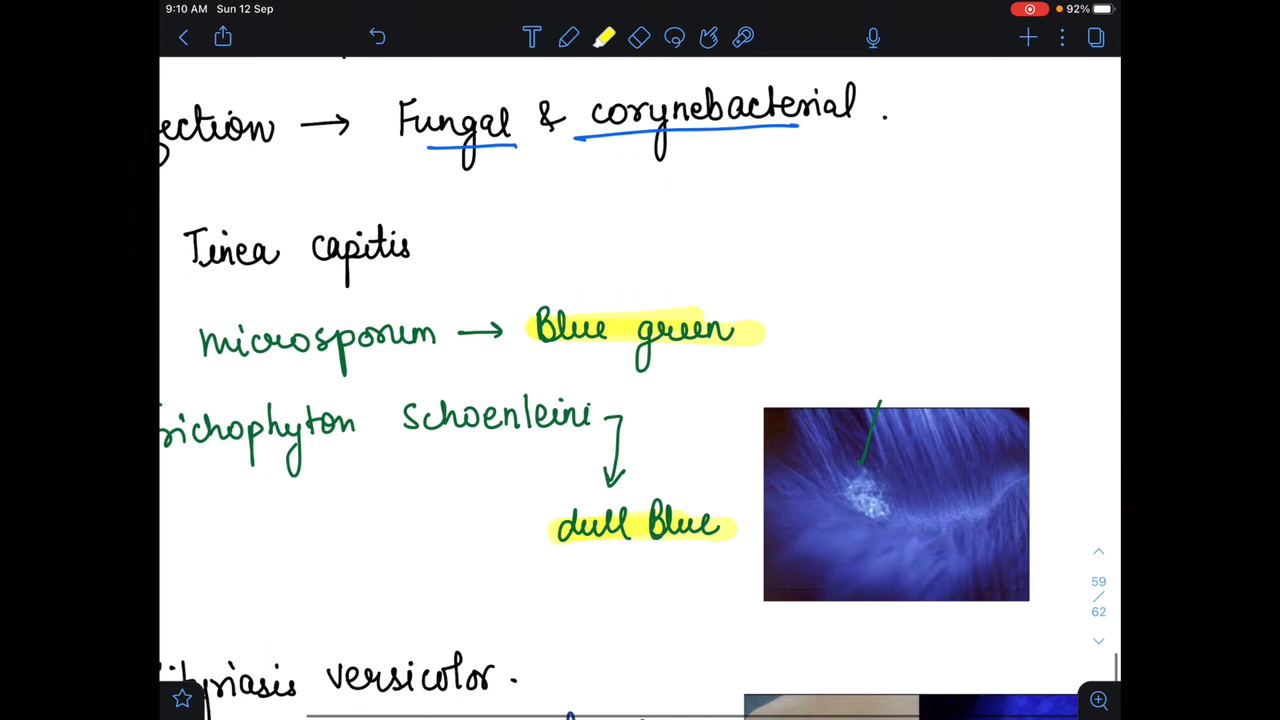 9:10 AM Sun 12 Sep 92%
ection → Fungal & corynebacterial .
Tinea capitis
microsporum → Blue green
richophyton schoenleini
dull Blue
59
/
62
tyriasis versicolor .